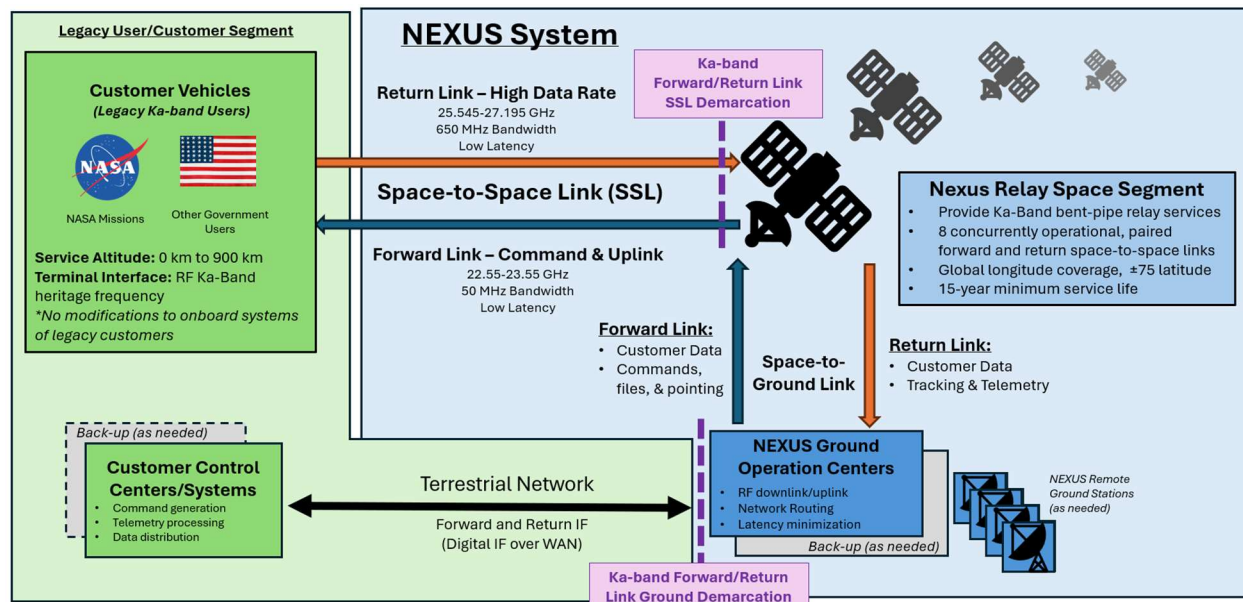 Legacy User/Customer Segment
Customer Vehicles
(Legacy Ka-band Users)
NASA
NASA Missions
Other Government
Users
Service Altitude: 0 km to 900 km
Terminal Interface: RF Ka-Band
heritage frequency
*No modifications to onboard systems
of legacy customers
NEXUS System
Return Link – High Data Rate
25.545-27.195 GHz
650 MHz Bandwidth
Low Latency
Space-to-Space Link (SSL)
Forward Link – Command & Uplink
22.55-23.55 GHz
50 MHz Bandwidth
Low Latency
Ka-band
Forward/Return Link
SSL Demarcation
Nexus Relay Space Segment
• Provide Ka-Band bent-pipe relay services
• 8 concurrently operational, paired
forward and return space-to-space links
• Global longitude coverage, ±75 latitude
• 15-year minimum service life
Forward Link:
• Customer Data
• Commands,
files, & pointing
Space-to-
Ground Link
Return Link:
• Customer Data
• Tracking & Telemetry
Back-up (as needed)
Customer Control
Centers/Systems
• Command generation
• Telemetry processing
• Data distribution
Terrestrial Network
Forward and Return IF
(Digital IF over WAN)
NEXUS Ground
Operation Centers
• RF downlink/uplink
• Network Routing
• Latency minimization
Back-up (as needed)
NEXUS Remote
Ground Stations
(as needed)
Ka-band Forward/Return
Link Ground Demarcation